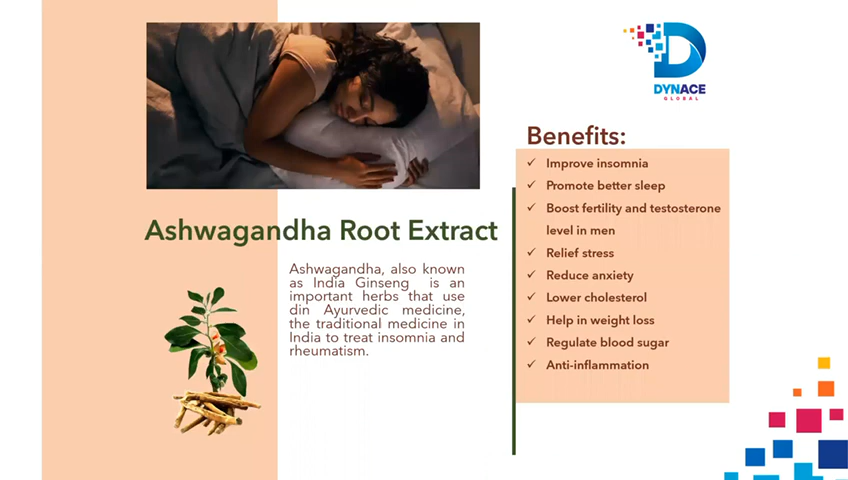 DYNACE
GLOBAL
Benefits:
✓ Improve insomnia
✓ Promote better sleep
✓ Boost fertility and testosterone
level in men
✓ Relief stress
✓ Reduce anxiety
✓ Lower cholesterol
✓ Help in weight loss
✓ Regulate blood sugar
✓ Anti-inflammation
Ashwagandha Root Extract
Ashwagandha, also known
as India Ginseng is an
important herbs that use
din Ayurvedic medicine,
the traditional medicine in
India to treat insomnia and
rheumatism.